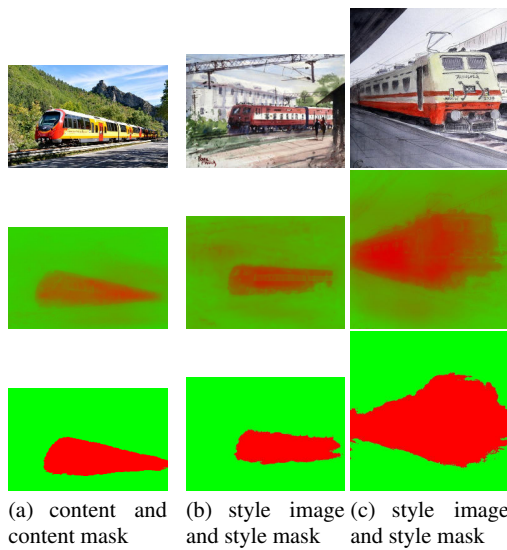 (a) content and
content mask
(b) style image
and style mask
(c) style image
and style mask